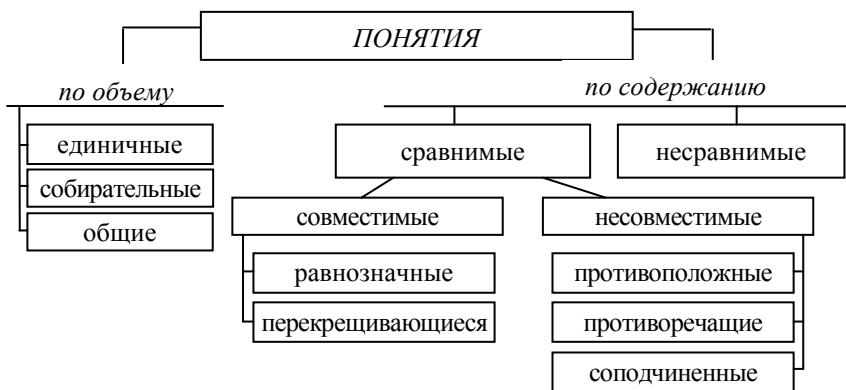 ПОНЯТИЯ
по объему
единичные
собирательные
общие
по содержанию
сравнимые
несравнимые
совместимые
несовместимые
равнозначные
перекрещивающиеся
противоположные
противоречащие
соподчиненные